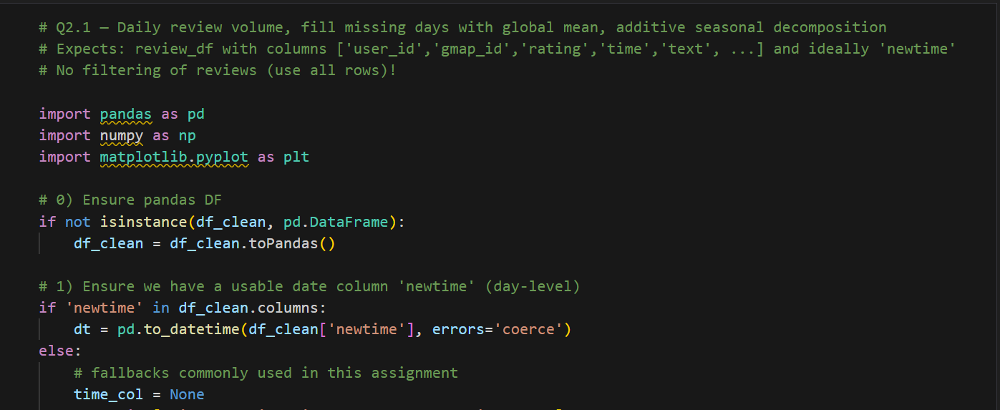 # Q2.1 — Daily review volume, fill missing days with global mean, additive seasonal decomposition
# Expects: review_df with columns ['user_id','gmap_id','rating','time','text', ...] and ideally 'newtime'
# No filtering of reviews (use all rows)!
import pandas as pd
import numpy as np
import matplotlib.pyplot as plt
# 0) Ensure pandas DF
if not isinstance(df_clean, pd.DataFrame):
    df_clean = df_clean.toPandas()
# 1) Ensure we have a usable date column 'newtime' (day-level)
if 'newtime' in df_clean.columns:
    dt = pd.to_datetime(df_clean['newtime'], errors='coerce')
else:
    # fallbacks commonly used in this assignment
    time_col = None